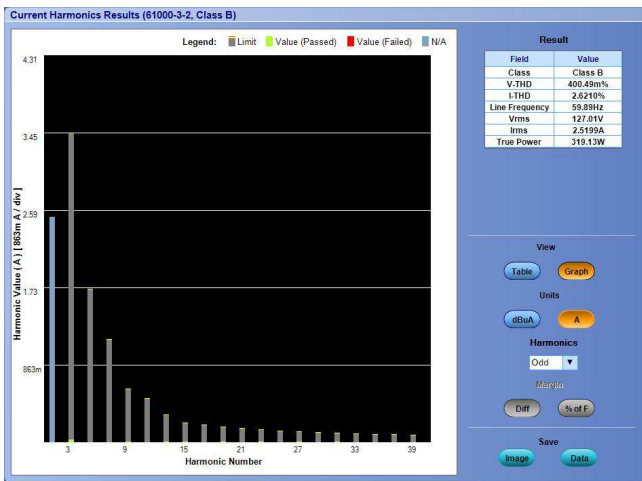 Current Harmonics Results (61000-3-2, Class B)
Legend: Limit Value (Passed) Value (Failed) N/A
4.31
3.45
2.59
1.73
863m
Harmonic Value ( A ) [ 863m A / div ]
3 9 15 21 27 33 39
Harmonic Number
Result
Field Value
Class Class B
V-THD 400.49m%
I-THD 2.6210%
Line Frequency 59.89Hz
Vrms 127.01V
Irms 2.5199A
True Power 319.13W
View
Table Graph
Units
dBuA A
Harmonics
Odd
Margin
Diff % of F
Save
Image Data